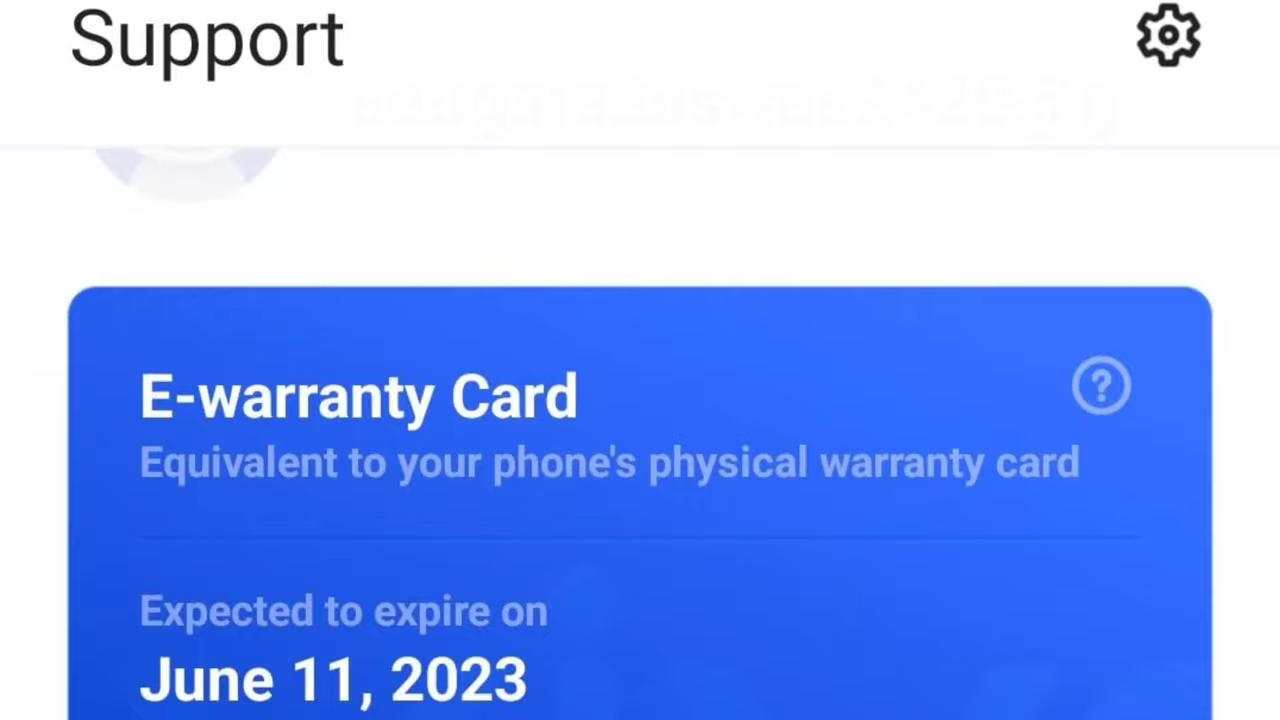 Support
E-warranty Card
Equivalent to your phone's physical warranty card
Expected to expire on
June 11, 2023